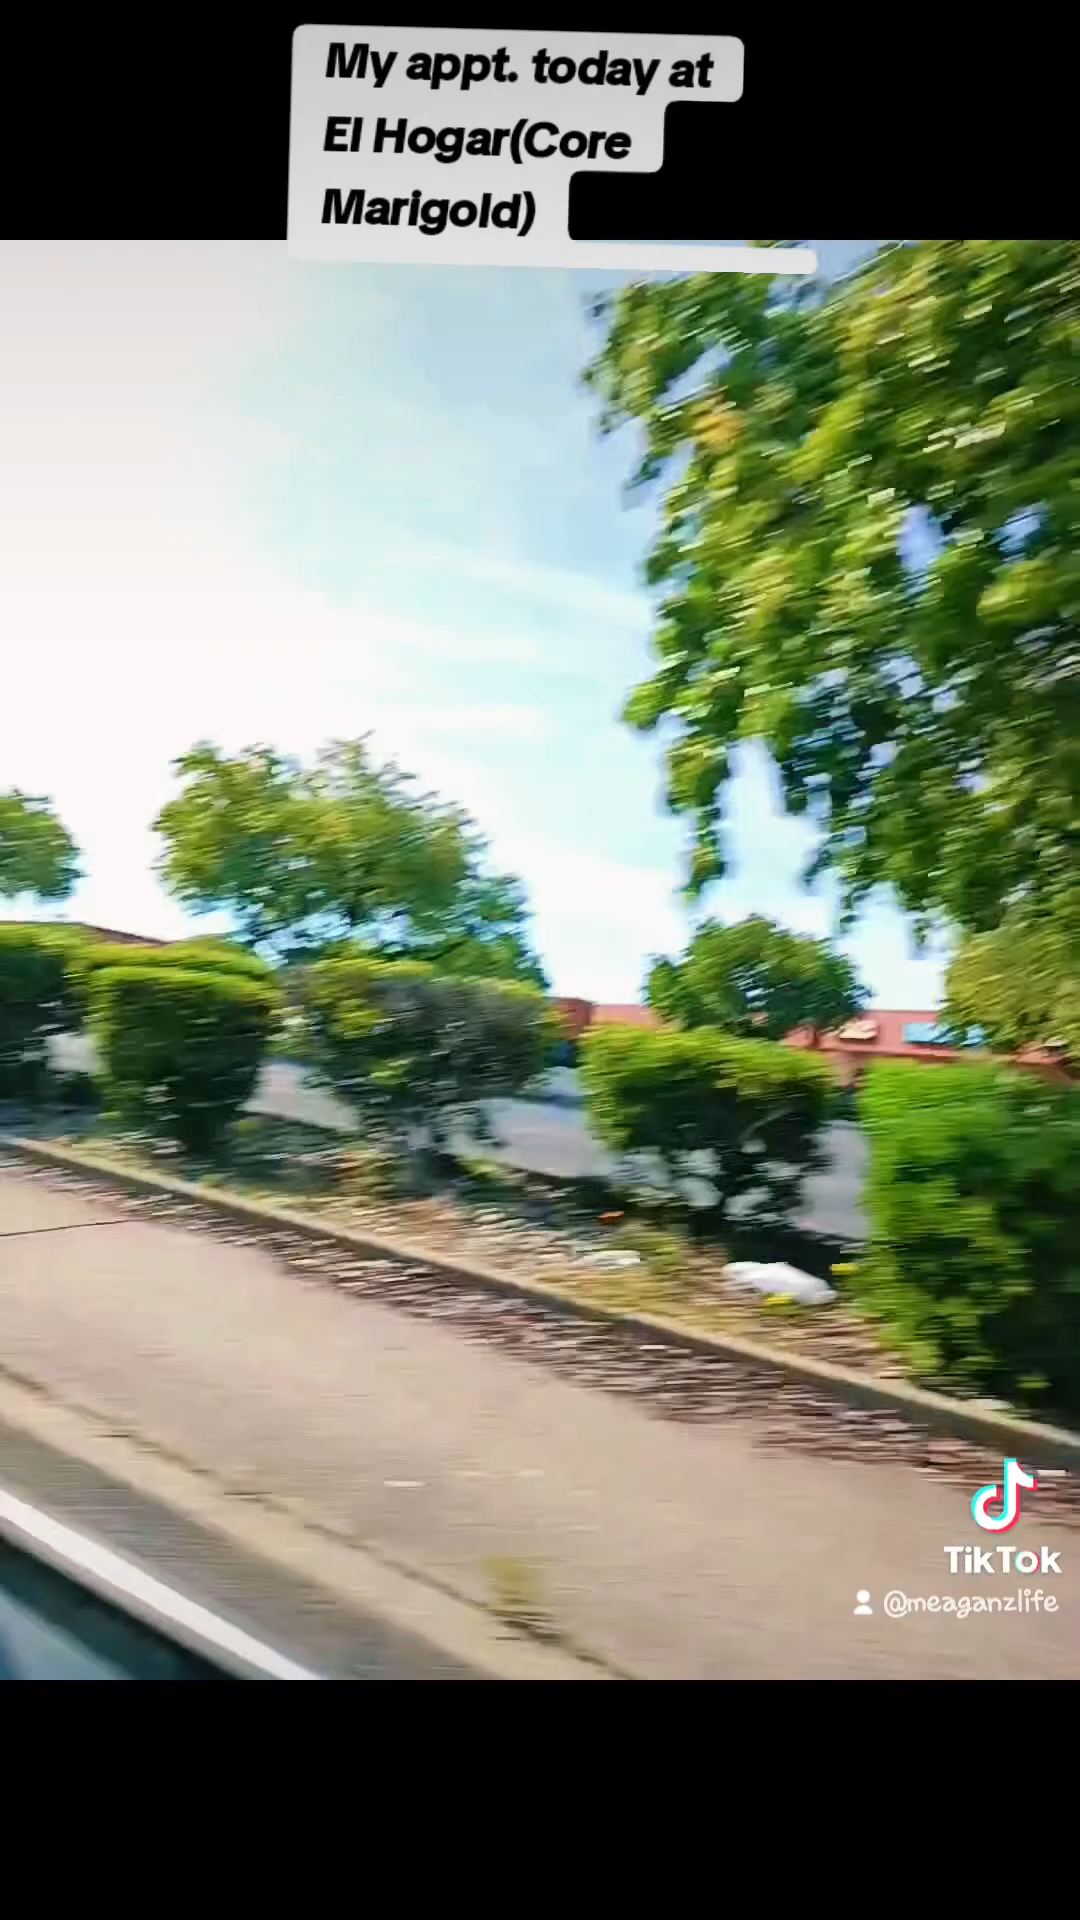 My appt. today at
El Hogar(Core
Marigold)
TikTok
@meaganzlife